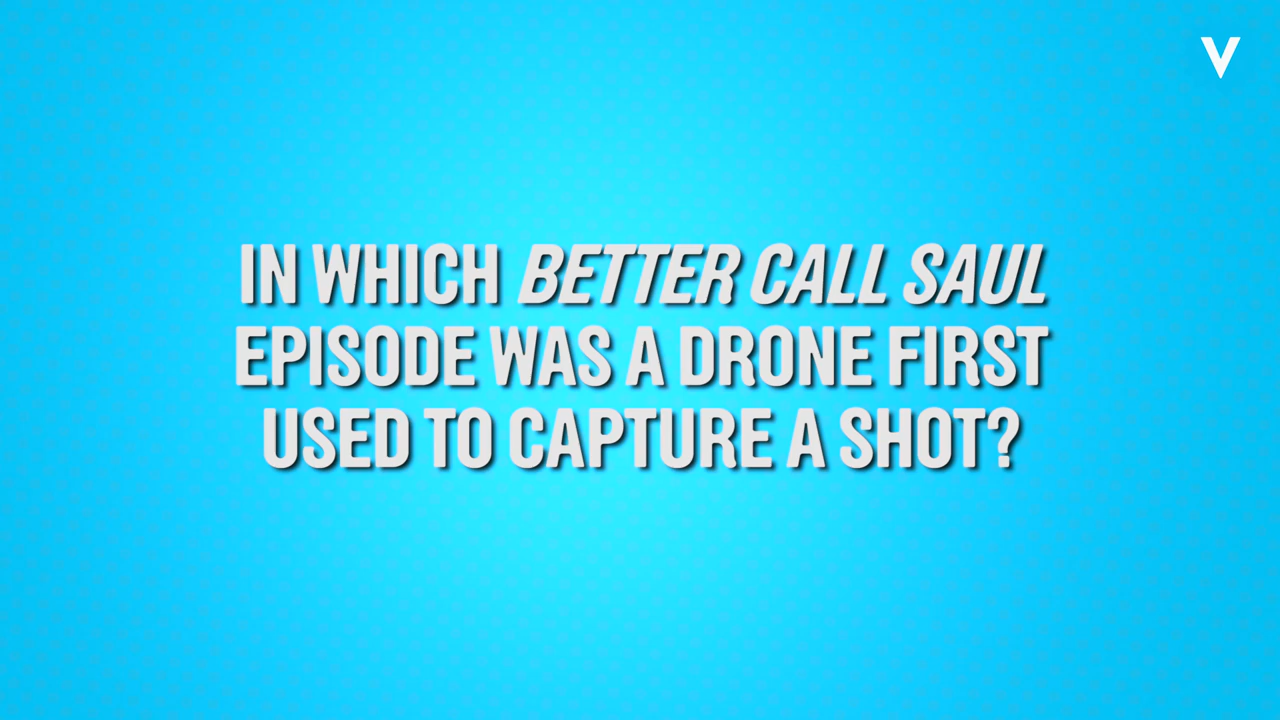 V
IN WHICH BETTER CALL SAUL
EPISODE WAS A DRONE FIRST
USED TO CAPTURE A SHOT?